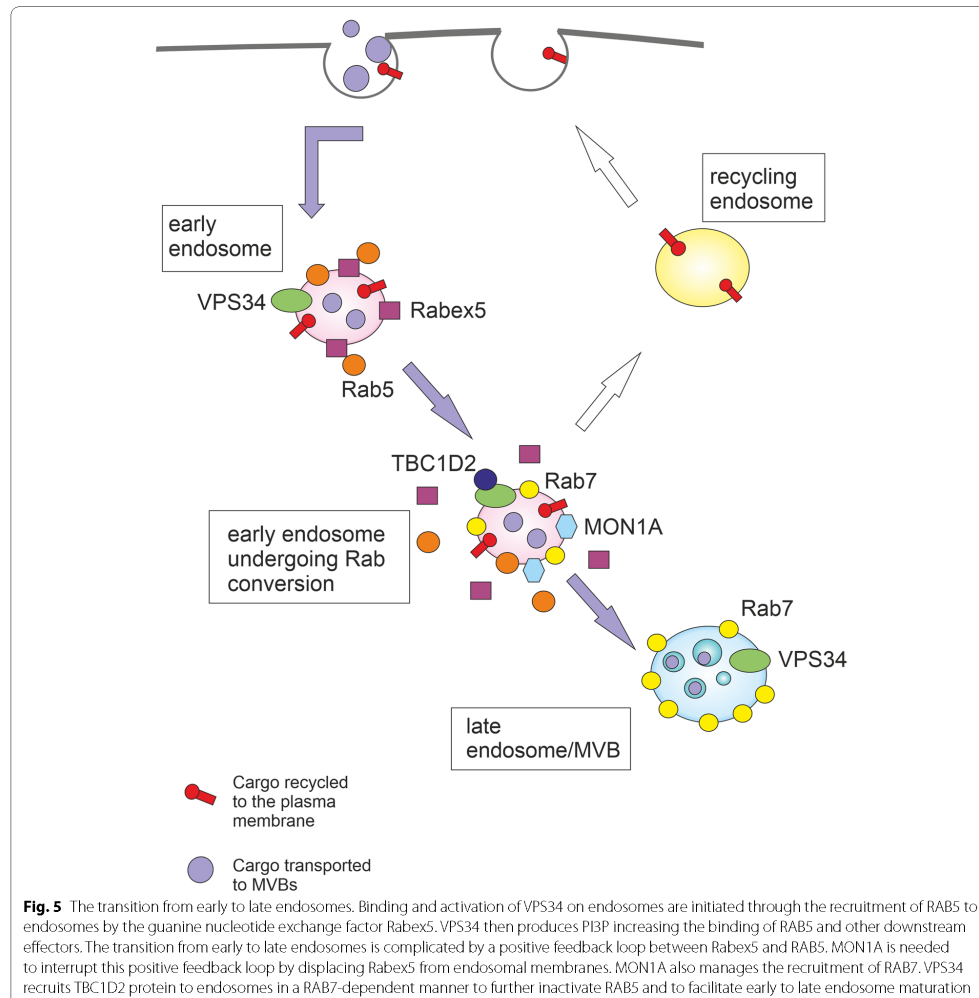 recycling
endosome
early
endosome
VPS34
Rabex5
Rab5
TBC1D2
Rab7
MON1A
early endosome
undergoing Rab
conversion
Rab7
VPS34
late
endosome/MVB
Cargo recycled
to the plasma
membrane
Cargo transported
to MVBs
Fig. 5 The transition from early to late endosomes. Binding and activation of VPS34 on endosomes are initiated through the recruitment of RAB5 to
endosomes by the guanine nucleotide exchange factor Rabex5. VPS34 then produces PI3P increasing the binding of RAB5 and other downstream
effectors. The transition from early to late endosomes is complicated by a positive feedback loop between Rabex5 and RAB5. MON1A is needed
to interrupt this positive feedback loop by displacing Rabex5 from endosomal membranes. MON1A also manages the recruitment of RAB7. VPS34
recruits TBC1D2 protein to endosomes in a RAB7-dependent manner to further inactivate RAB5 and to facilitate early to late endosome maturation